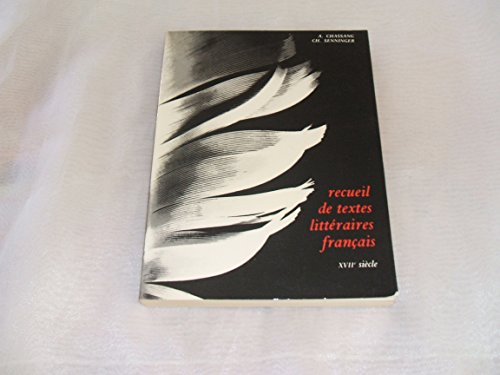 A. CHASSANG
CH. SENNINGER
recueil
de textes
littéraires
français
XVIIe siècle